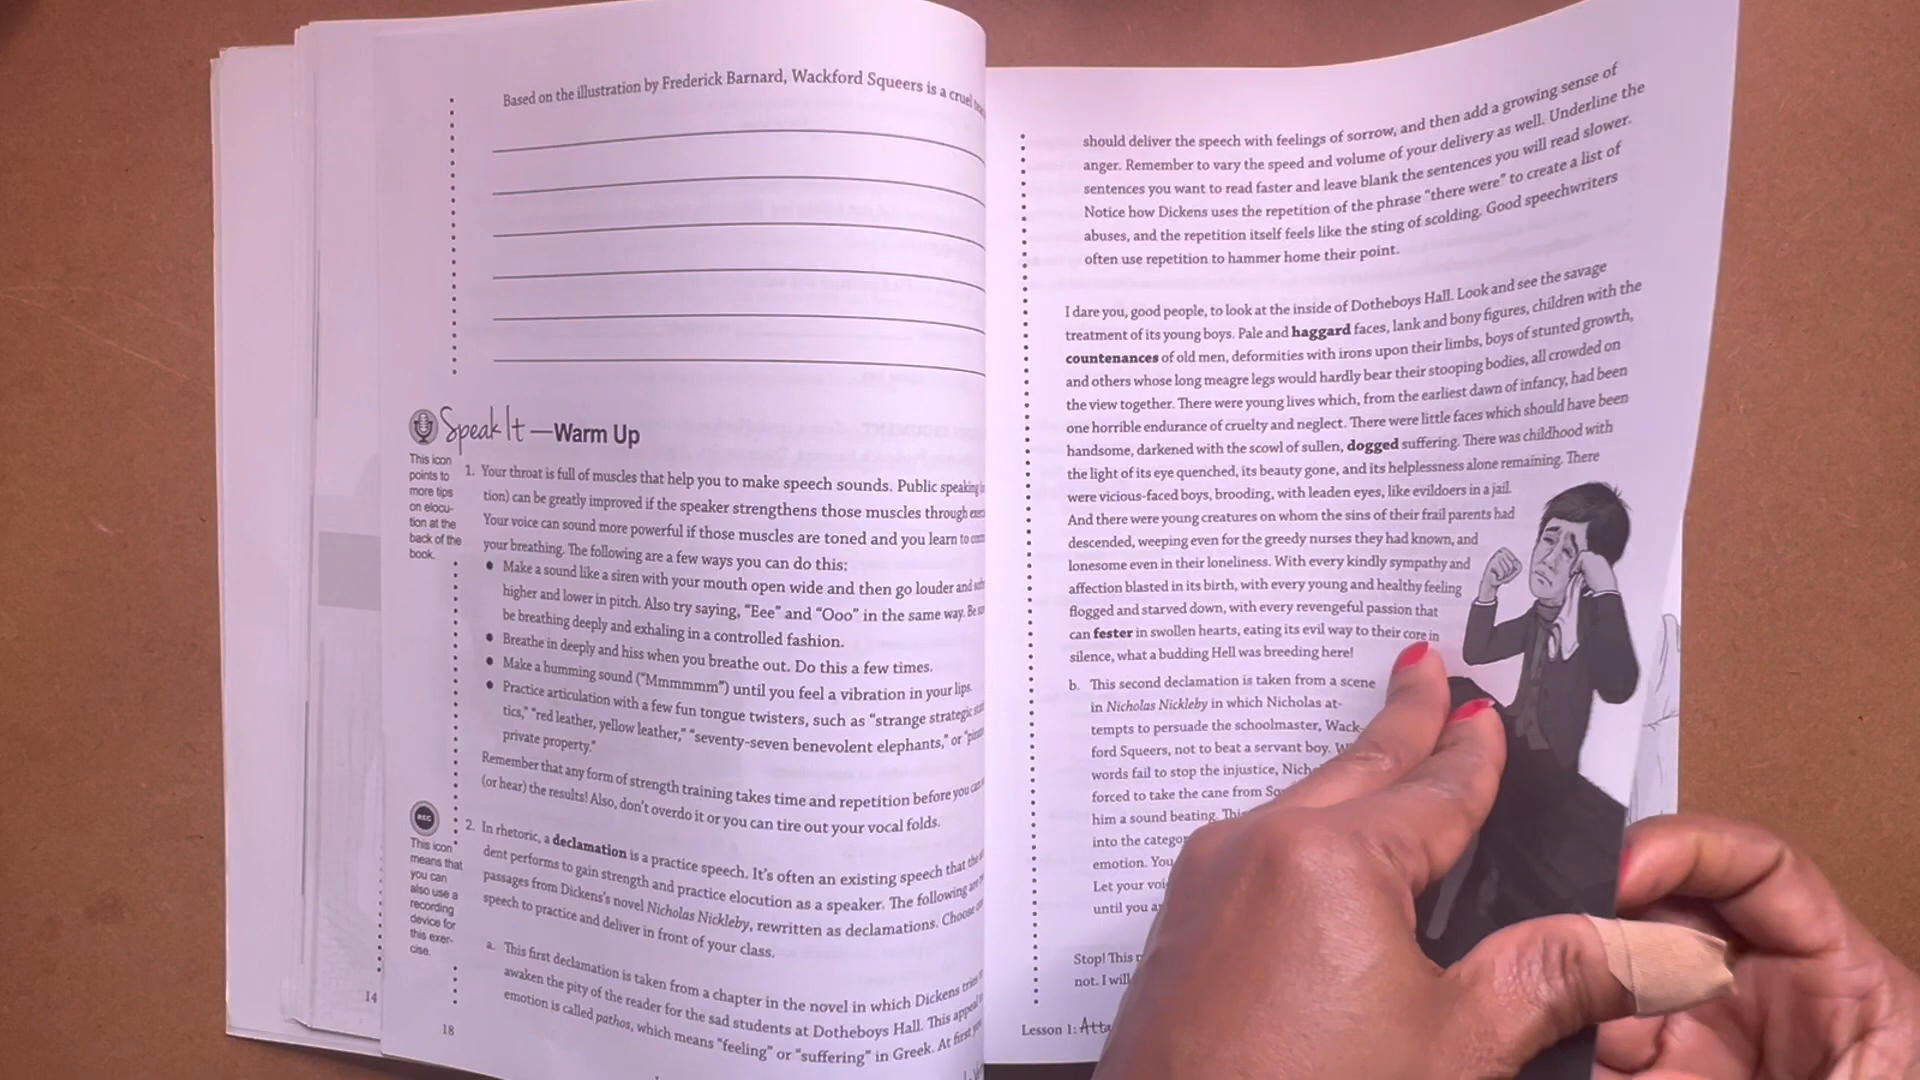 Based on the illustration by Frederick Barnard, Wackford Squeers is a cruel
Speak It —Warm Up
This icon
points to
more tips
on elocu-
tion at the
back of the
book.
1. Your throat is full of muscles that help you to make speech sounds. Public speaking
tion) can be greatly improved if the speaker strengthens those muscles through
Your voice can sound more powerful if those muscles are toned and you learn to
your breathing. The following are a few ways you can do this:
● Make a sound like a siren with your mouth open wide and then go louder and
higher and lower in pitch. Also try saying, “Eee” and “Ooo” in the same way. Be
be breathing deeply and exhaling in a controlled fashion.
● Breathe in deeply and hiss when you breathe out. Do this a few times.
● Make a humming sound (“Mmmmmm”) until you feel a vibration in your lips.
● Practice articulation with a few fun tongue twisters, such as “strange strategic
tics,” “red leather, yellow leather,” “seventy-seven benevolent elephants,” or
private property.”
Remember that any form of strength training takes time and repetition before you
(or hear) the results! Also, don’t overdo it or you can tire out your vocal folds.
REC
This icon
means that
you can
also use a
recording
device for
this exer-
cise.
2. In rhetoric, a declamation is a practice speech. It’s often an existing speech that the
dent performs to gain strength and practice elocution as a speaker. The following
passages from Dickens’s novel Nicholas Nickleby, rewritten as declamations. Choose
speech to practice and deliver in front of your class.
a. This first declamation is taken from a chapter in the novel in which Dickens tries
awaken the pity of the reader for the sad students at Dotheboys Hall. This appeal
emotion is called pathos, which means “feeling” or “suffering” in Greek. At first
14
18
should deliver the speech with feelings of sorrow, and then add a growing sense of
anger. Remember to vary the speed and volume of your delivery as well. Underline the
sentences you want to read faster and leave blank the sentences you will read slower.
Notice how Dickens uses the repetition of the phrase “there were” to create a list of
abuses, and the repetition itself feels like the sting of scolding. Good speechwriters
often use repetition to hammer home their point.
I dare you, good people, to look at the inside of Dotheboys Hall. Look and see the savage
treatment of its young boys. Pale and haggard faces, lank and bony figures, children with the
countenances of old men, deformities with irons upon their limbs, boys of stunted growth,
and others whose long meagre legs would hardly bear their stooping bodies, all crowded on
the view together. There were young lives which, from the earliest dawn of infancy, had been
one horrible endurance of cruelty and neglect. There were little faces which should have been
handsome, darkened with the scowl of sullen, dogged suffering. There was childhood with
the light of its eye quenched, its beauty gone, and its helplessness alone remaining. There
were vicious-faced boys, brooding, with leaden eyes, like evildoers in a jail.
And there were young creatures on whom the sins of their frail parents had
descended, weeping even for the greedy nurses they had known, and
lonesome even in their loneliness. With every kindly sympathy and
affection blasted in its birth, with every young and healthy feeling
flogged and starved down, with every revengeful passion that
can fester in swollen hearts, eating its evil way to their core in
silence, what a budding Hell was breeding here!
b. This second declamation is taken from a scene
in Nicholas Nickleby in which Nicholas at-
tempts to persuade the schoolmaster, Wack-
ford Squeers, not to beat a servant boy.
words fail to stop the injustice,
forced to take the cane from
him a sound beating.
into the
emotion. You
Let your
until you
Stop! This
not. I will
Lesson 1: